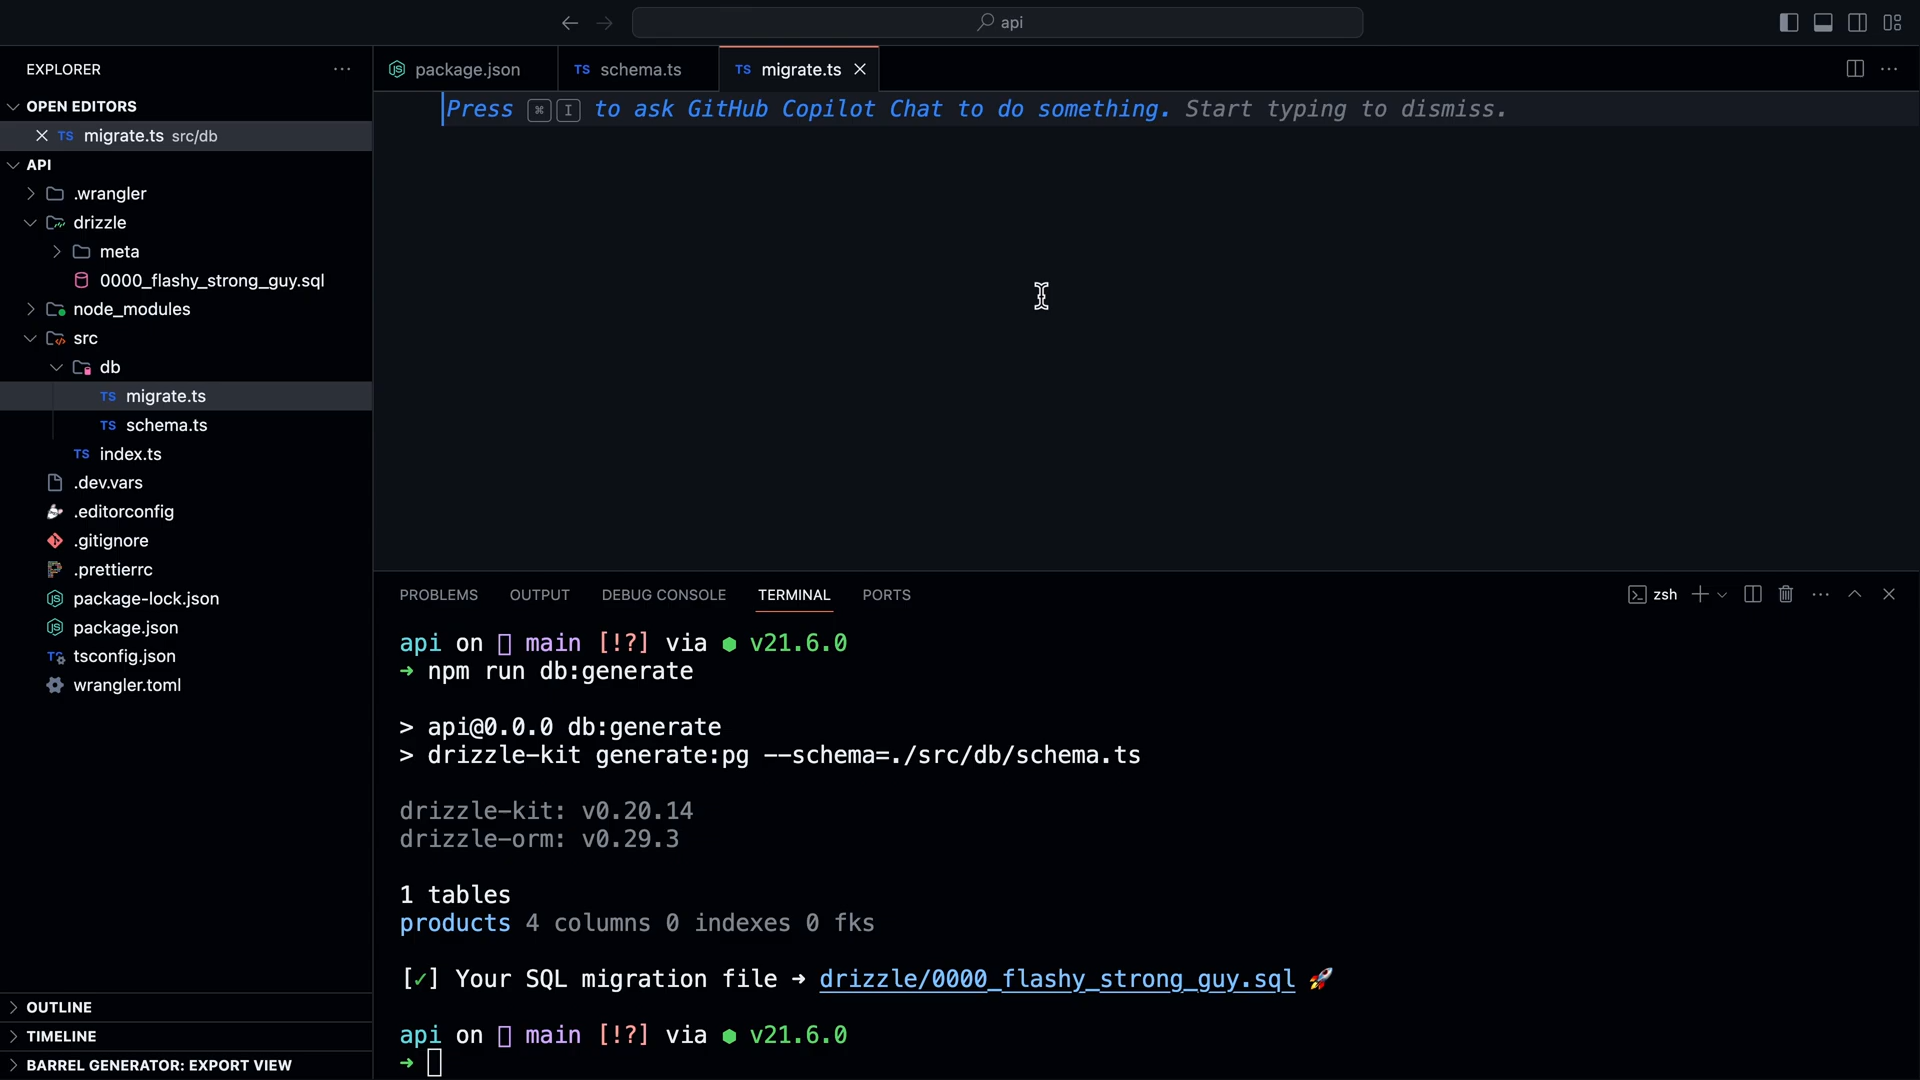 api
EXPLORER
package.json
TS schema.ts
TS migrate.ts
OPEN EDITORS
TS migrate.ts src/db
API
.wrangler
drizzle
meta
0000_flashy_strong_guy.sql
node_modules
src
db
TS migrate.ts
TS schema.ts
TS index.ts
.dev.vars
.editorconfig
.gitignore
.prettierrc
package-lock.json
package.json
tsconfig.json
wrangler.toml
OUTLINE
TIMELINE
BARREL GENERATOR: EXPORT VIEW
Press ⌘ I to ask GitHub Copilot Chat to do something. Start typing to dismiss.
PROBLEMS OUTPUT DEBUG CONSOLE TERMINAL PORTS
zsh
api on main [!?] via v21.6.0
➜ npm run db:generate
> api@0.0.0 db:generate
> drizzle-kit generate:pg --schema=./src/db/schema.ts
drizzle-kit: v0.20.14
drizzle-orm: v0.29.3
1 tables
products 4 columns 0 indexes 0 fks
[✓] Your SQL migration file ➜ drizzle/0000_flashy_strong_guy.sql 🚀
api on main [!?] via v21.6.0
➜